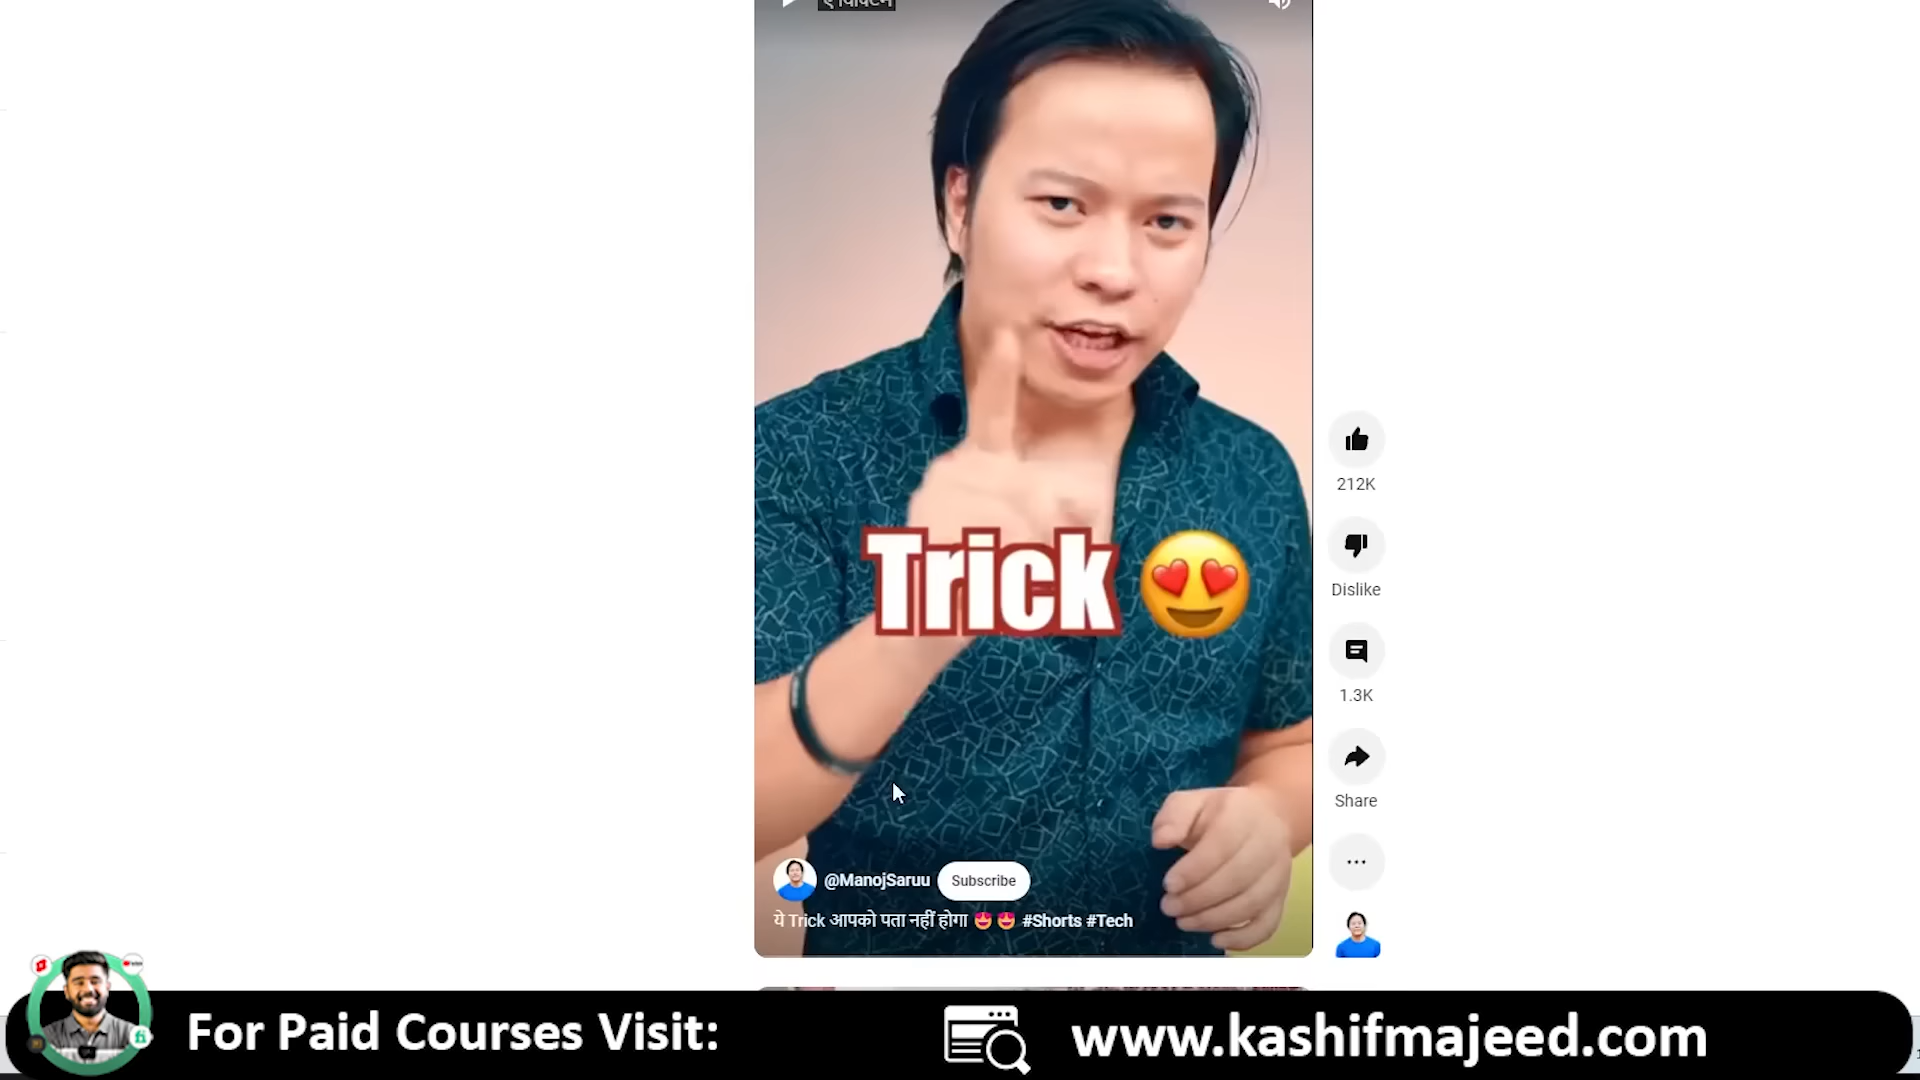 Trick 😍
212K
Dislike
1.3K
Share
@ManojSaruu Subscribe
ये Trick आपको पता नहीं होगा 😍 😍 #Shorts #Tech
For Paid Courses Visit: www.kashifmajeed.com